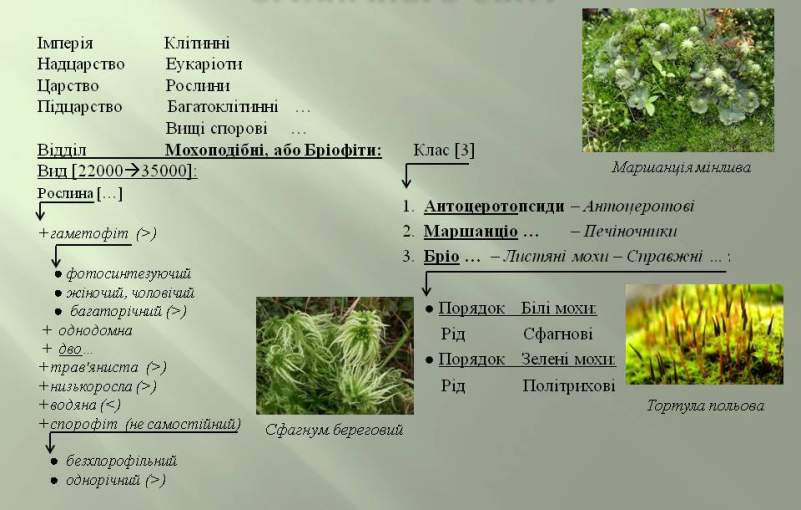 Імперія Клітинні
Надцарство Еукаріоти
Царство Рослини
Підцарство Багатоклітинні ...
Вищі спорові ...
Відділ Мохоподібні, або Бріофіти: Клас [3]
Вид [22000→35000]:
Рослина [...]
+гаметофіт (>)
● фотосинтезуючий
● жіночий, чоловічий
● багаторічний (>)
+ однодомна
+ дво...
+трав'яниста (>)
+низькоросла (>)
+водяна (<)
+спорофіт (не самостійний)
● безхлорофільний
● однорічний (>)
1. Антоцеротопсиди – Антоцеротові
2. Маршанціо ... – Печіночники
3. Бріо ... – Листяні мохи – Справжні ... :
● Порядок Білі мохи:
Рід Сфагнові
● Порядок Зелені мохи:
Рід Політрихові
Маршанція мінлива
Сфагнум береговий
Тортула польова